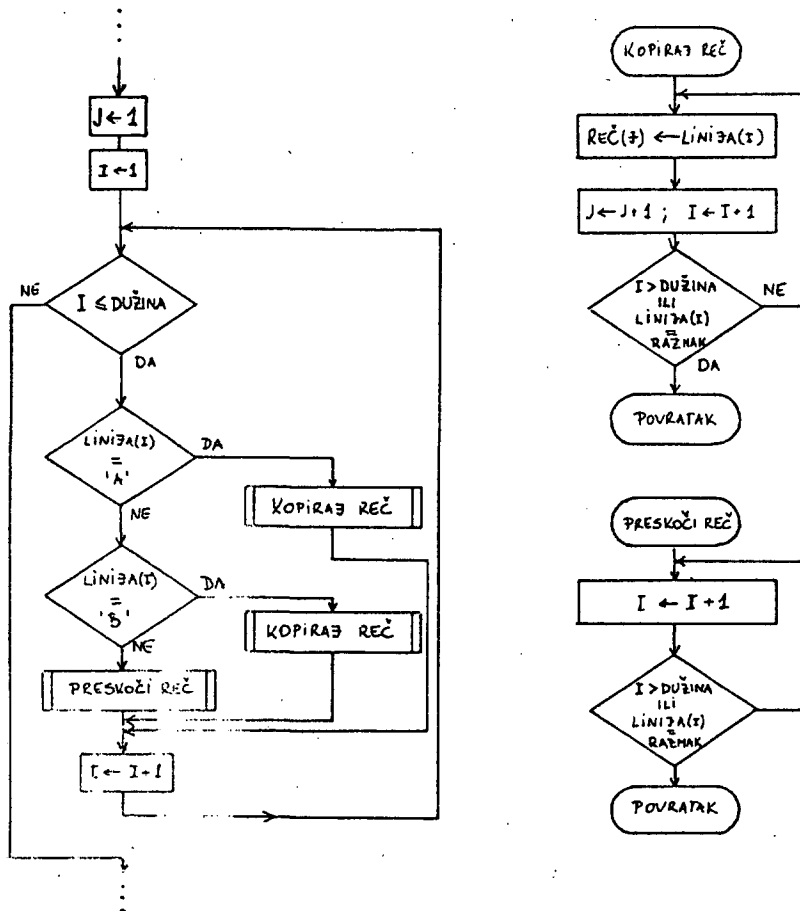 J ← 1
I ← 1
I ≤ DUŽINA
NE
DA
LINIJA(I)
=
'A'
DA
NE
KOPIRAJ REČ
LINIJA(I)
=
'B'
DA
NE
KOPIRAJ REČ
PRESKOČI REČ
I ← I+1
KOPIRAJ REČ
REČ(J) ← LINIJA(I)
J ← J+1 ; I ← I+1
I > DUŽINA
ILI
LINIJA(I)
=
RAZMAK
NE
DA
POVRATAK
PRESKOČI REČ
I ← I+1
I > DUŽINA
ILI
LINIJA(I)
=
RAZMAK
POVRATAK